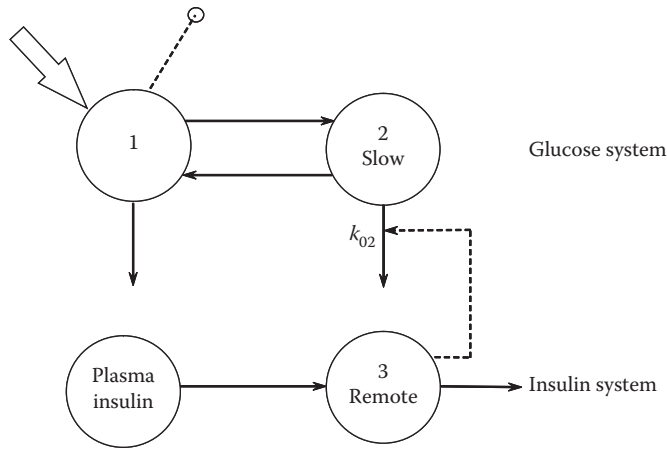 1
2
Slow
Glucose system
k02
Plasma
insulin
3
Remote
Insulin system